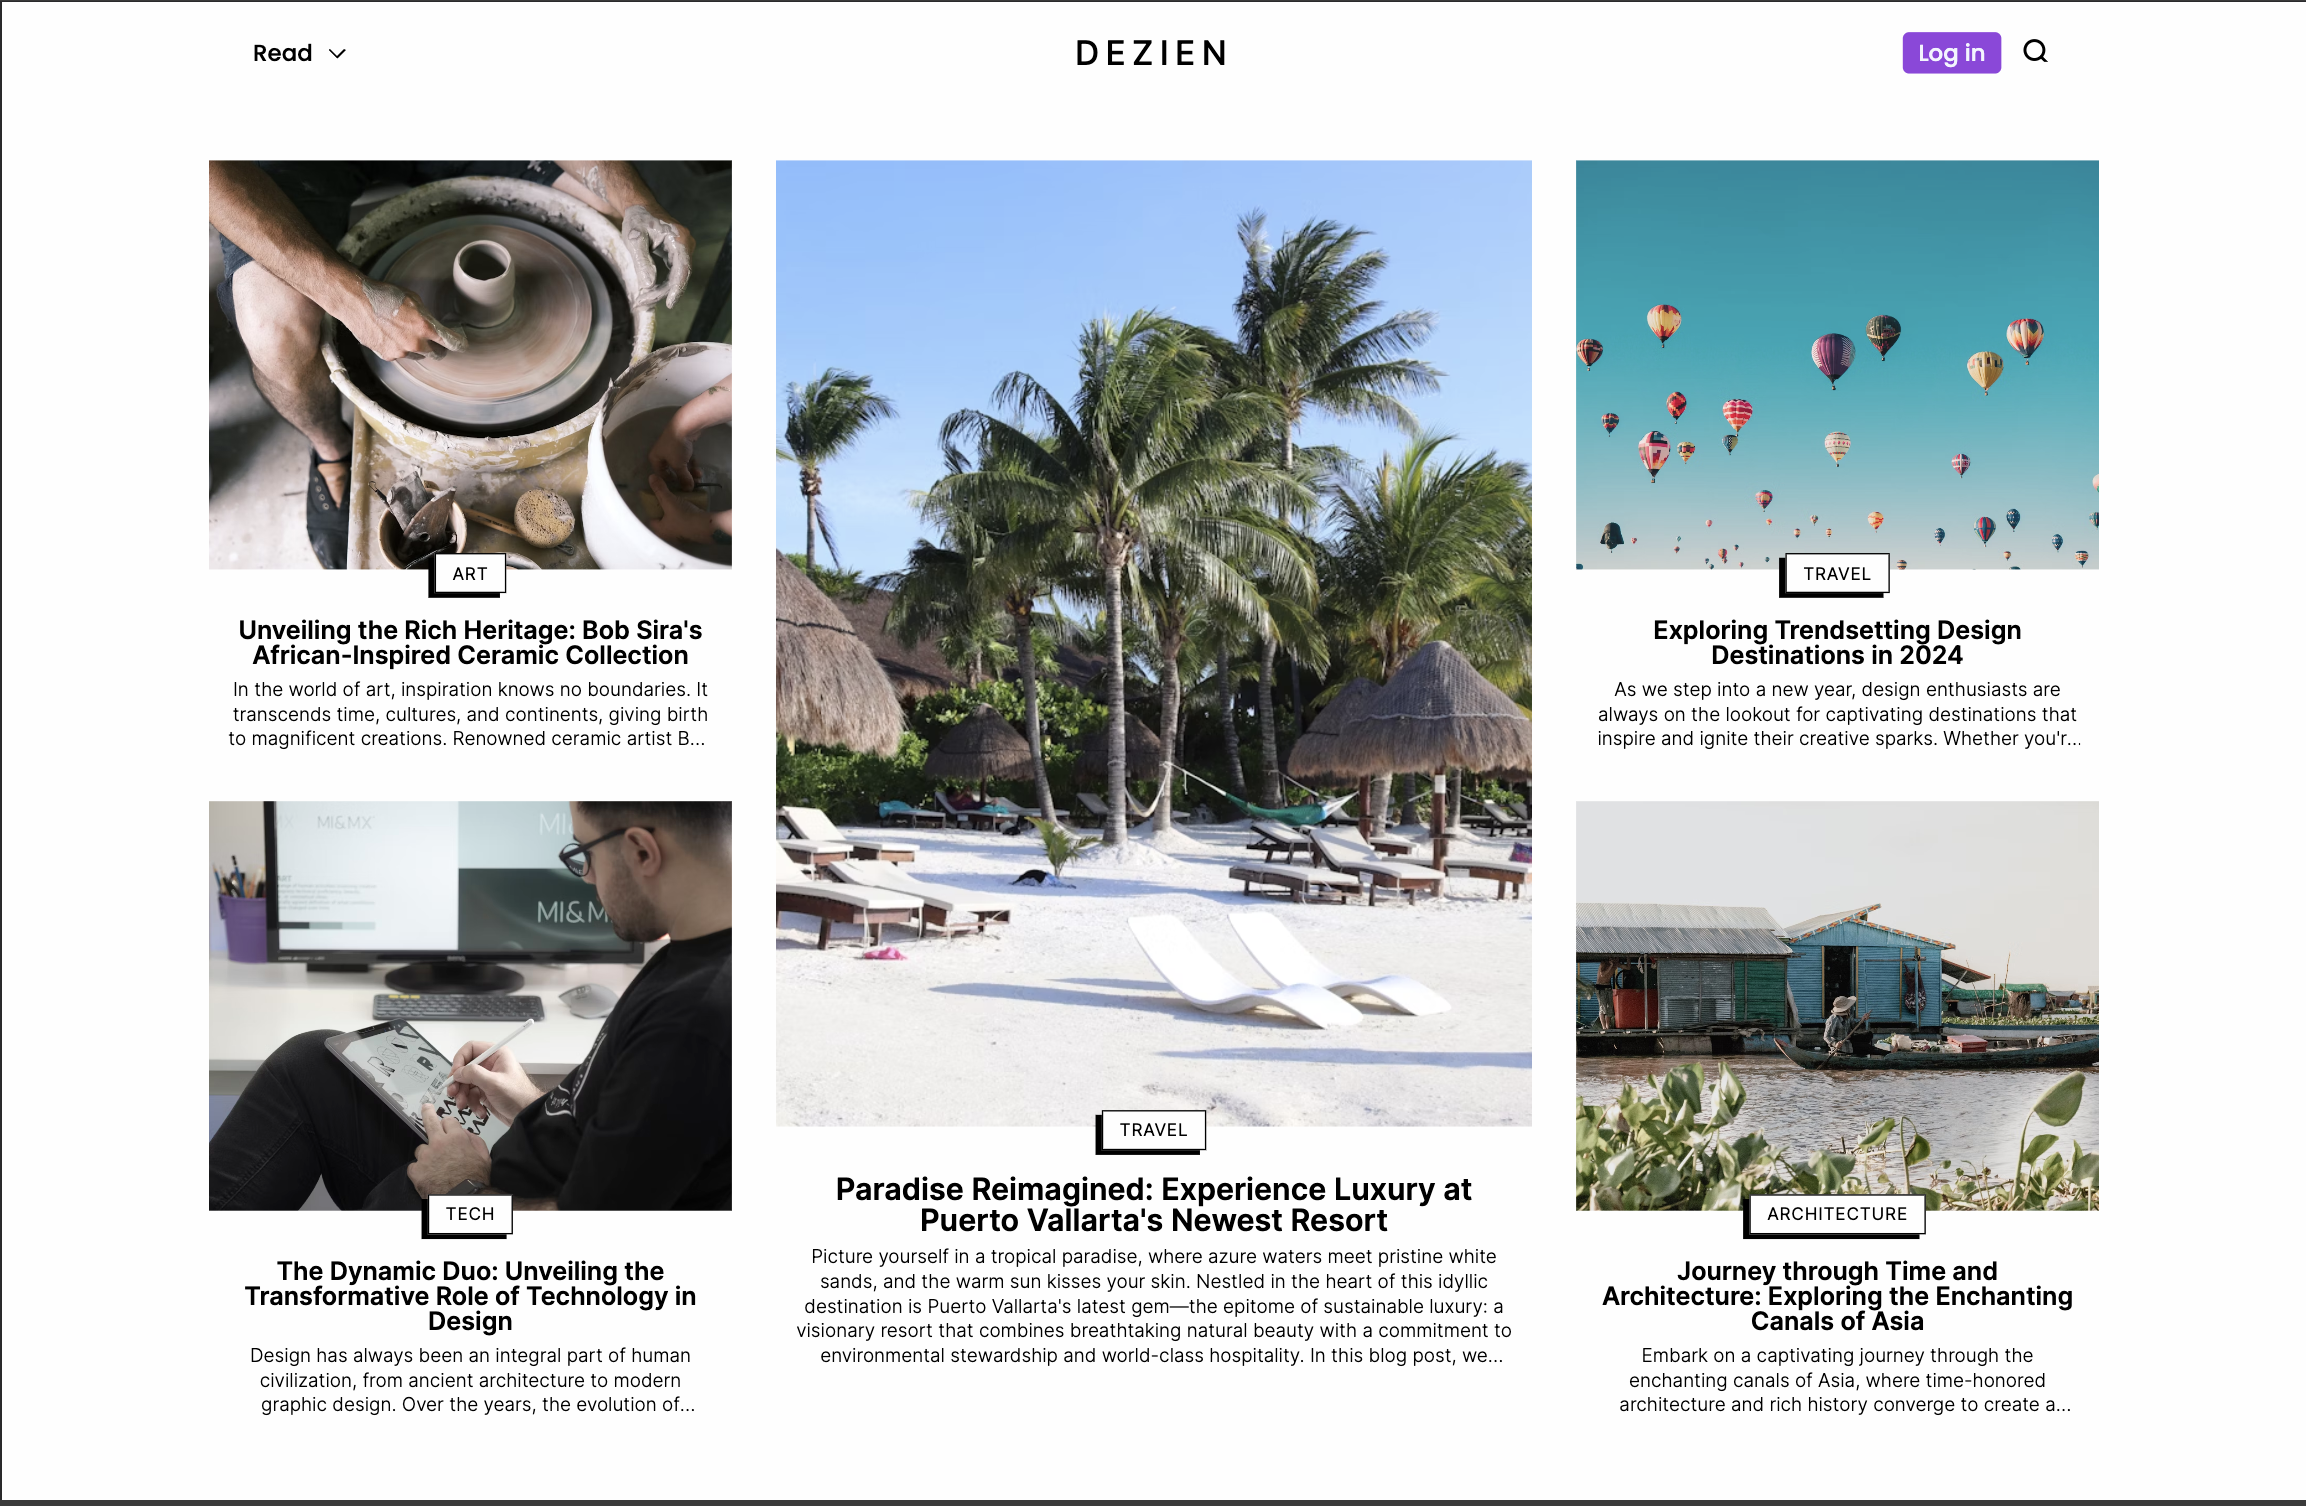 Read
DEZIEN
Log in
ART
Unveiling the Rich Heritage: Bob Sira's
African-Inspired Ceramic Collection
In the world of art, inspiration knows no boundaries. It
transcends time, cultures, and continents, giving birth
to magnificent creations. Renowned ceramic artist B...
MI&MX
MI&M
TECH
The Dynamic Duo: Unveiling the
Transformative Role of Technology in
Design
Design has always been an integral part of human
civilization, from ancient architecture to modern
graphic design. Over the years, the evolution of...
TRAVEL
Paradise Reimagined: Experience Luxury at
Puerto Vallarta's Newest Resort
Picture yourself in a tropical paradise, where azure waters meet pristine white
sands, and the warm sun kisses your skin. Nestled in the heart of this idyllic
destination is Puerto Vallarta's latest gem—the epitome of sustainable luxury: a
visionary resort that combines breathtaking natural beauty with a commitment to
environmental stewardship and world-class hospitality. In this blog post, we...
TRAVEL
Exploring Trendsetting Design
Destinations in 2024
As we step into a new year, design enthusiasts are
always on the lookout for captivating destinations that
inspire and ignite their creative sparks. Whether you'r...
ARCHITECTURE
Journey through Time and
Architecture: Exploring the Enchanting
Canals of Asia
Embark on a captivating journey through the
enchanting canals of Asia, where time-honored
architecture and rich history converge to create a...